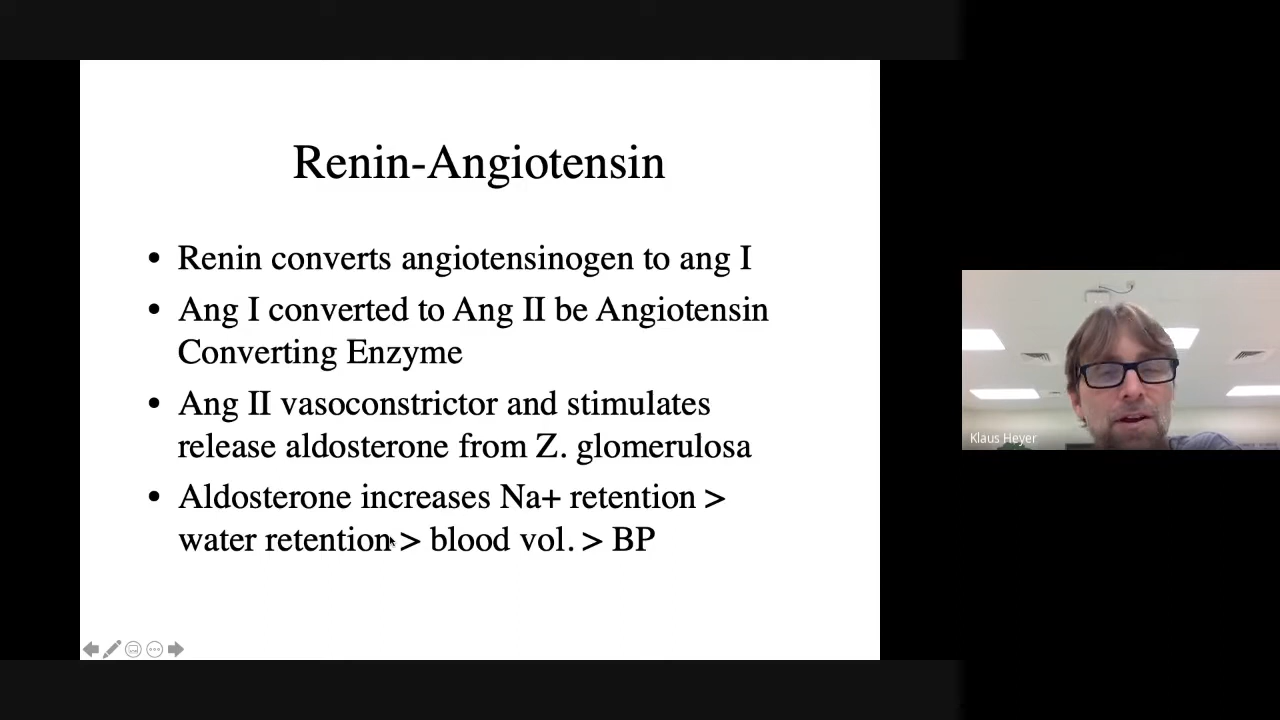 Renin-Angiotensin
• Renin converts angiotensinogen to ang I
• Ang I converted to Ang II be Angiotensin
Converting Enzyme
• Ang II vasoconstrictor and stimulates
release aldosterone from Z. glomerulosa
• Aldosterone increases Na+ retention >
water retention > blood vol. > BP
Klaus Heyer